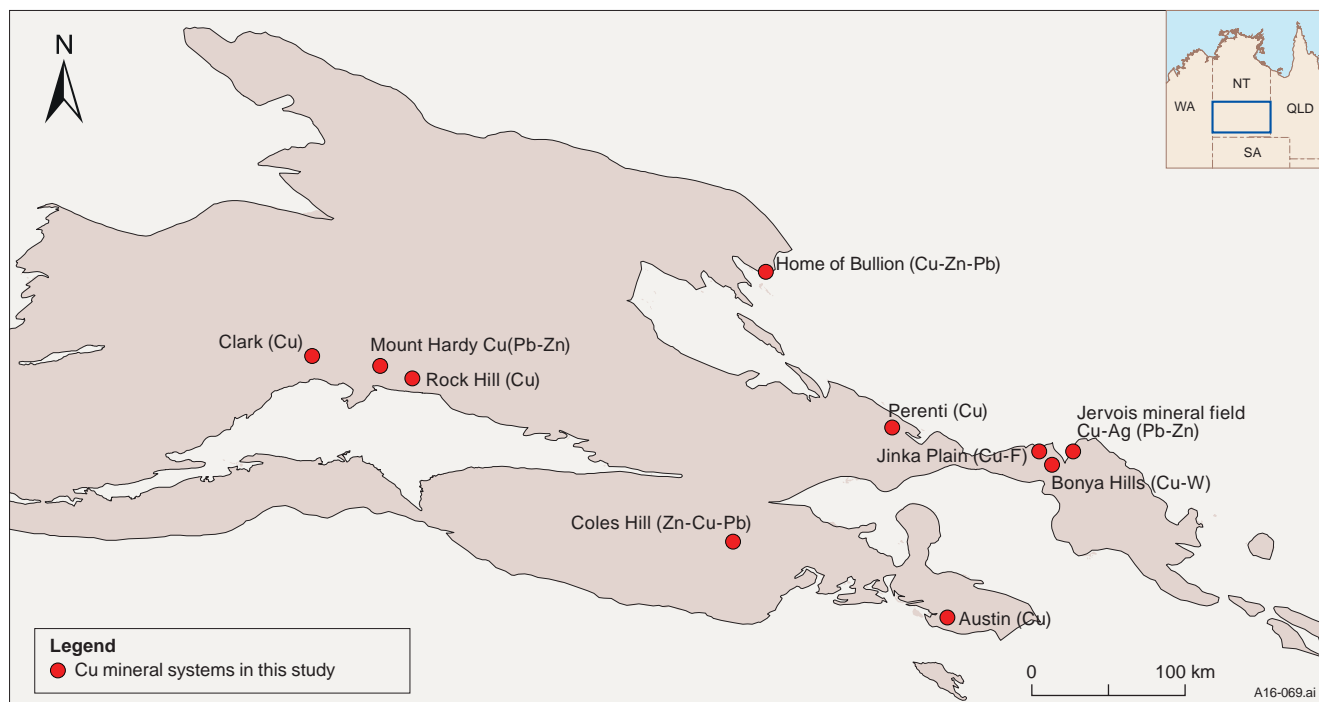 N
NT
WA
QLD
SA
Home of Bullion (Cu-Zn-Pb)
Clark (Cu)
Mount Hardy Cu(Pb-Zn)
Rock Hill (Cu)
Perenti (Cu)
Jervois mineral field
Cu-Ag (Pb-Zn)
Jinka Plain (Cu-F)
Bonya Hills (Cu-W)
Coles Hill (Zn-Cu-Pb)
Austin (Cu)
Legend
Cu mineral systems in this study
0 100 km
A16-069.ai